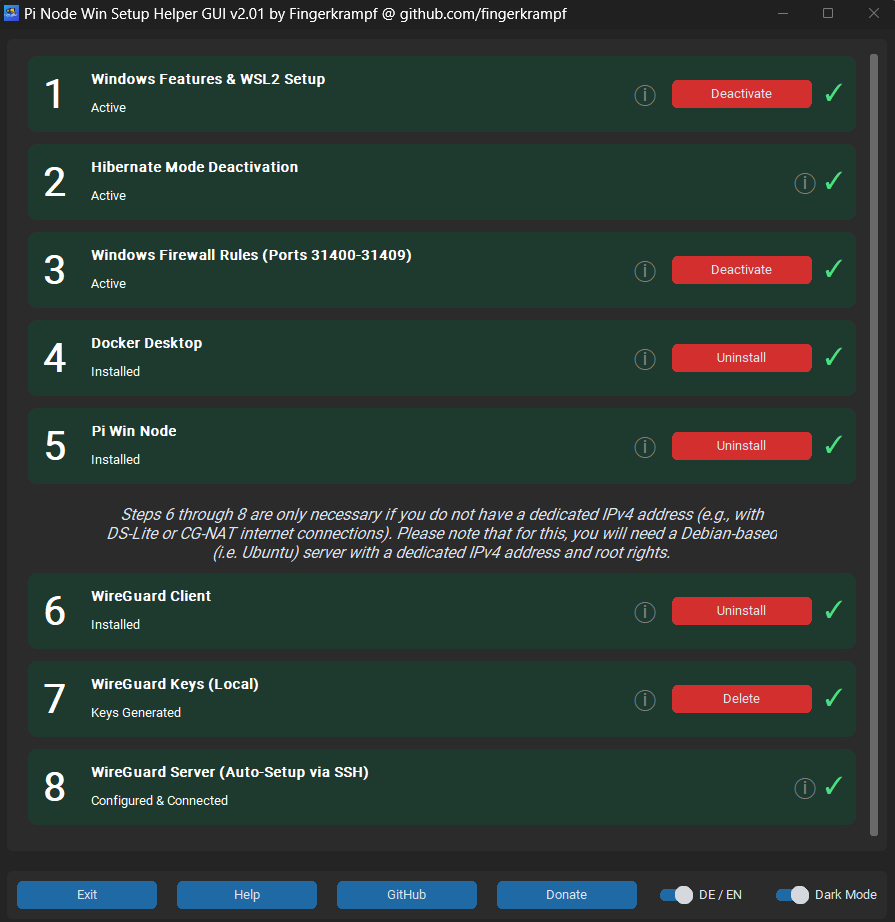 Pi Node Win Setup Helper GUI v2.01 by Fingerkrampf @ github.com/fingerkrampf
1
Windows Features & WSL2 Setup
Active
Deactivate
2
Hibernate Mode Deactivation
Active
3
Windows Firewall Rules (Ports 31400-31409)
Active
Deactivate
4
Docker Desktop
Installed
Uninstall
5
Pi Win Node
Installed
Uninstall
Steps 6 through 8 are only necessary if you do not have a dedicated IPv4 address (e.g., with
DS-Lite or CG-NAT internet connections). Please note that for this, you will need a Debian-based
(i.e. Ubuntu) server with a dedicated IPv4 address and root rights.
6
WireGuard Client
Installed
Uninstall
7
WireGuard Keys (Local)
Keys Generated
Delete
8
WireGuard Server (Auto-Setup via SSH)
Configured & Connected
Exit
Help
GitHub
Donate
DE / EN
Dark Mode